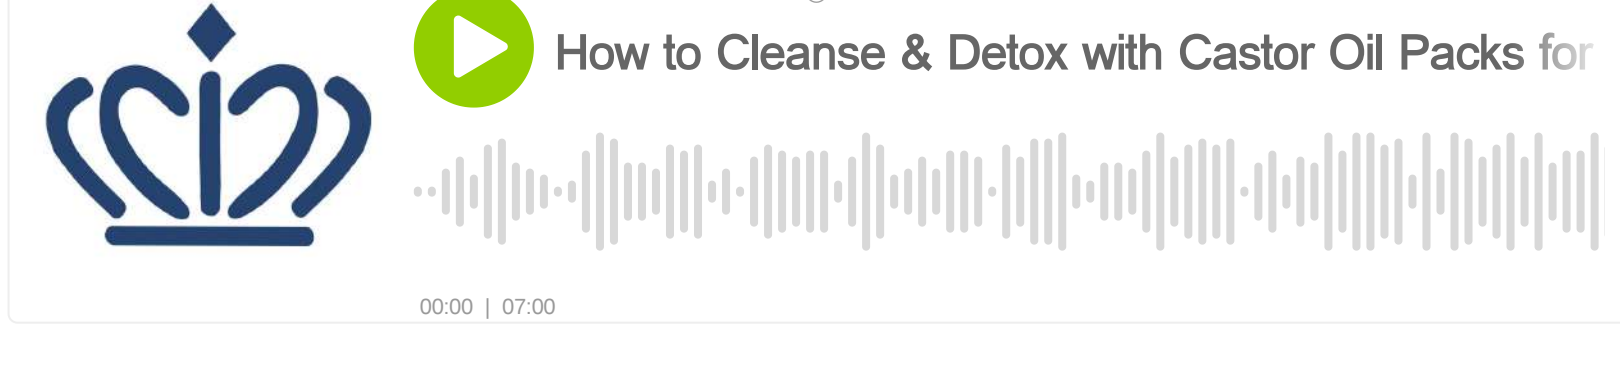 How to Cleanse & Detox with Castor Oil Packs for
00:00 | 07:00